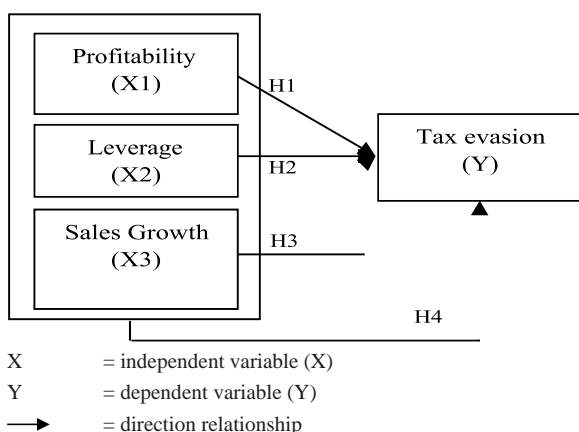 Profitability
(X1)
H1
Leverage
(X2)
H2
Tax evasion
(Y)
Sales Growth
(X3)
H3
H4
X = independent variable (X)
Y = dependent variable (Y)
= direction relationship